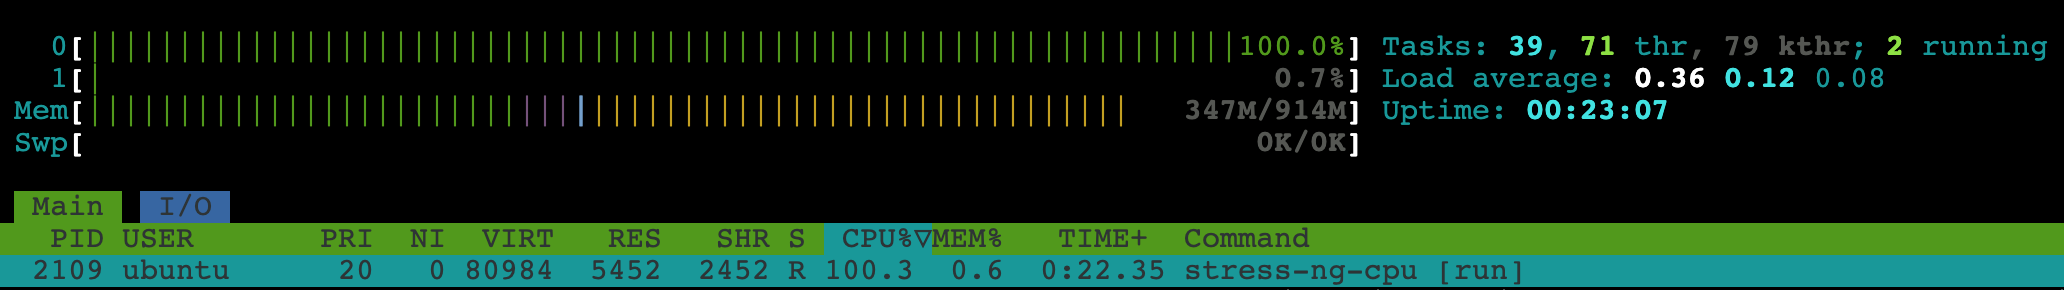 0[||||||||||||||||||||||||||||||||||||||||||||||||||||||||||||||||100.0%] Tasks: 39, 71 thr, 79 kthr; 2 running
1[| 0.7%] Load average: 0.36 0.12 0.08
Mem[|||||||||||||||||||||||||||||||||||||||||||||||||||||||||| 347M/914M] Uptime: 00:23:07
Swp[ 0K/0K]
Main I/O
PID USER PRI NI VIRT RES SHR S CPU%▽MEM% TIME+ Command
2109 ubuntu 20 0 80984 5452 2452 R 100.3 0.6 0:22.35 stress-ng-cpu [run]